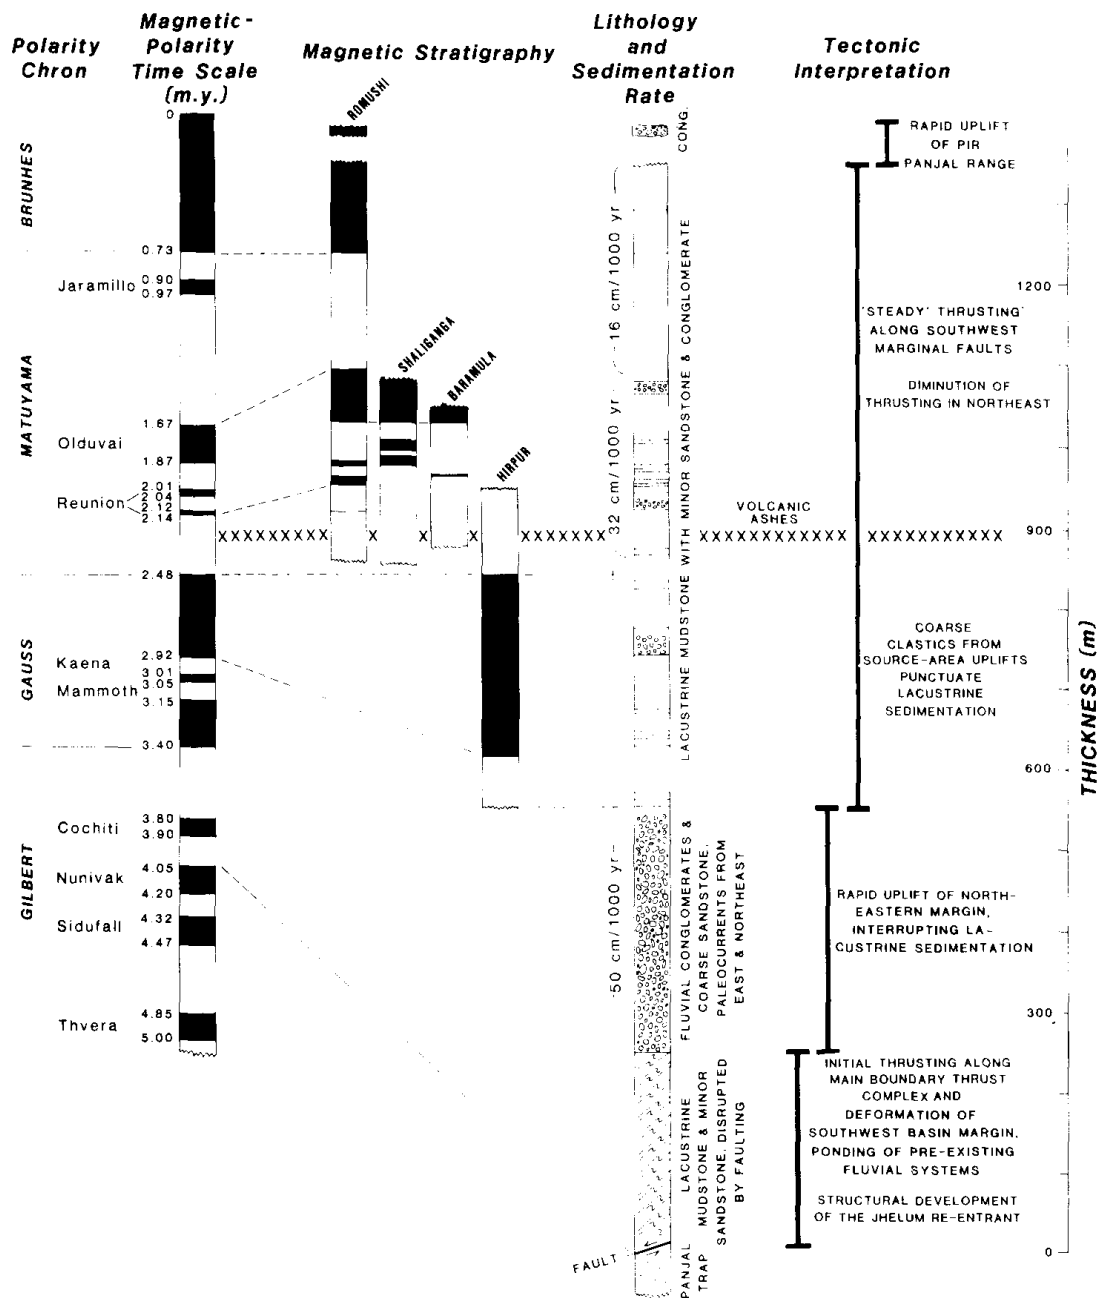 Polarity
Chron
Magnetic-
Polarity
Time Scale
(m.y.)
Magnetic Stratigraphy
Lithology
and
Sedimentation
Rate
Tectonic
Interpretation
BRUNHES
MATUYAMA
GAUSS
GILBERT
Jaramillo
Olduvai
Reunion
Kaena
Mammoth
Cochiti
Nunivak
Sidufall
Thvera
0
0.73
0.90
0.97
1.67
1.87
2.01
2.04
2.12
2.14
2.48
2.92
3.01
3.05
3.15
3.40
3.80
3.90
4.05
4.20
4.32
4.47
4.85
5.00
ROMUSHI
SHALIGANGA
BARAMULA
HIRPUR
XXXXXXXXXXXX X X X XXXXXXXX
XXXXXXXXXXX XXXXXXXXXX
16 cm/1000 yr
32 cm/1000 yr
50 cm/1000 yr
CONG.
LACUSTRINE MUDSTONE WITH MINOR SANDSTONE & CONGLOMERATE
FLUVIAL CONGLOMERATES &
COARSE SANDSTONE,
PALEOCURRENTS FROM
EAST & NORTHEAST
LACUSTRINE
MUDSTONE & MINOR
SANDSTONE, DISRUPTED
BY FAULTING
PANJAL
TRAP
FAULT
RAPID UPLIFT
OF PIR
PANJAL RANGE
'STEADY' THRUSTING
ALONG SOUTHWEST
MARGINAL FAULTS
DIMINUTION OF
THRUSTING IN NORTHEAST
VOLCANIC
ASHES
COARSE
CLASTICS FROM
SOURCE-AREA UPLIFTS
PUNCTUATE
LACUSTRINE
SEDIMENTATION
RAPID UPLIFT OF NORTH-
EASTERN MARGIN,
INTERRUPTING LA-
CUSTRINE SEDIMENTATION
INITIAL THRUSTING ALONG
MAIN BOUNDARY THRUST
COMPLEX AND
DEFORMATION OF
SOUTHWEST BASIN MARGIN.
PONDING OF PRE-EXISTING
FLUVIAL SYSTEMS
STRUCTURAL DEVELOPMENT
OF THE JHELUM RE-ENTRANT
1200
900
600
300
0
THICKNESS (m)